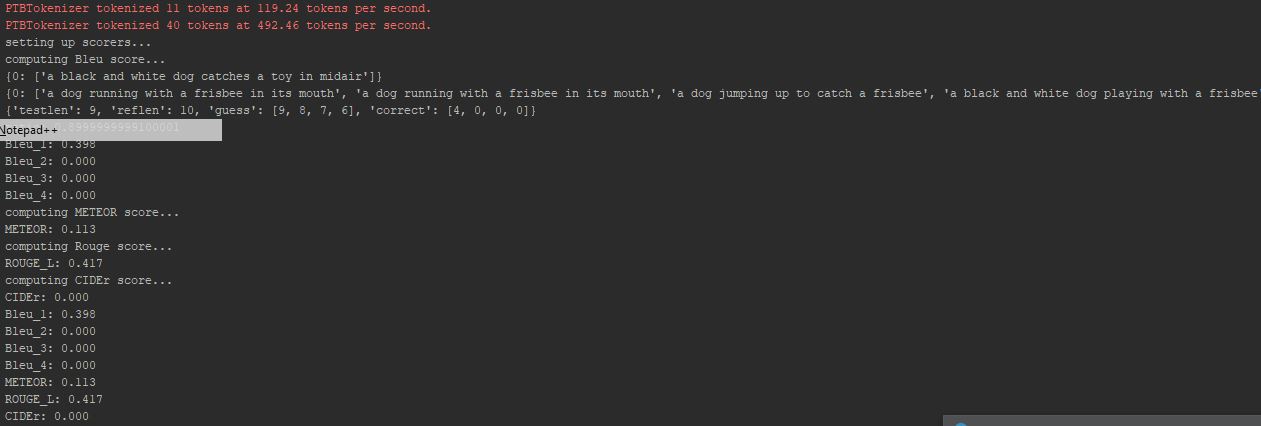 PTBTokenizer tokenized 11 tokens at 119.24 tokens per second.
PTBTokenizer tokenized 40 tokens at 492.46 tokens per second.
setting up scorers...
computing Bleu score...
{0: ['a black and white dog catches a toy in midair']}
{0: ['a dog running with a frisbee in its mouth', 'a dog running with a frisbee in its mouth', 'a dog jumping up to catch a frisbee', 'a black and white dog playing with a frisbee'
{'testlen': 9, 'reflen': 10, 'guess': [9, 8, 7, 6], 'correct': [4, 0, 0, 0]}
Notepad++ 0.8999999999100001
Bleu_1: 0.398
Bleu_2: 0.000
Bleu_3: 0.000
Bleu_4: 0.000
computing METEOR score...
METEOR: 0.113
computing Rouge score...
ROUGE_L: 0.417
computing CIDEr score...
CIDEr: 0.000
Bleu_1: 0.398
Bleu_2: 0.000
Bleu_3: 0.000
Bleu_4: 0.000
METEOR: 0.113
ROUGE_L: 0.417
CIDEr: 0.000